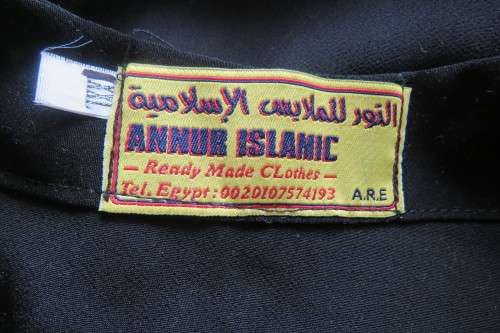 النور للملابس الإسلامية
ANNUR ISLAMIC
– Ready Made CLothes –
Tel. Egypt : 0020107574193 A.R.E